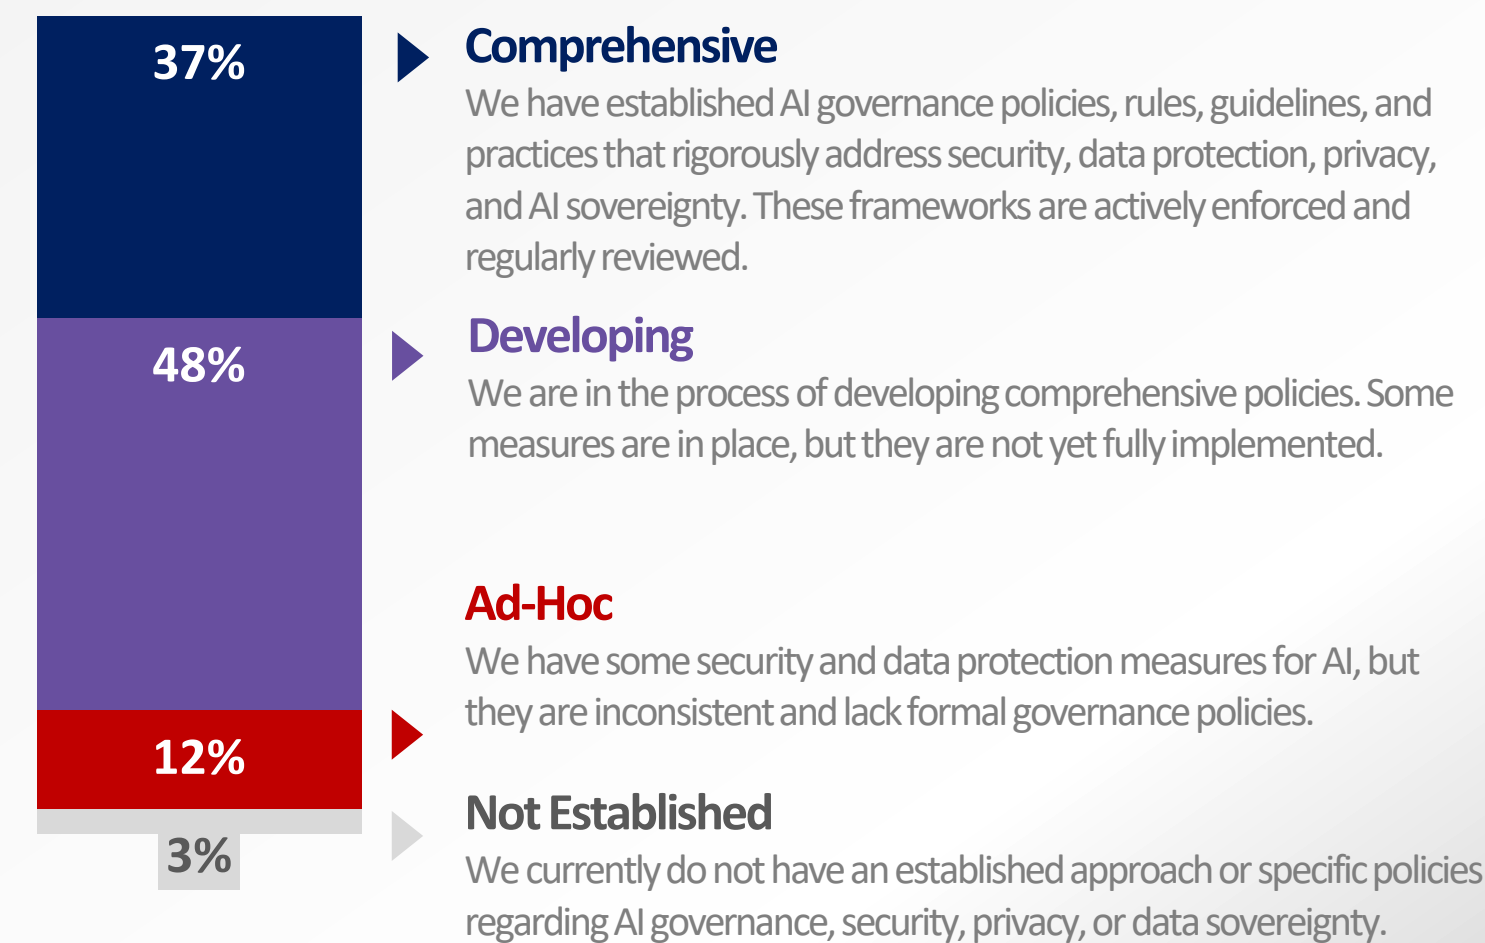 37%
Comprehensive
We have established AI governance policies, rules, guidelines, and
practices that rigorously address security, data protection, privacy,
and AI sovereignty. These frameworks are actively enforced and
regularly reviewed.
48%
Developing
We are in the process of developing comprehensive policies. Some
measures are in place, but they are not yet fully implemented.
12%
Ad-Hoc
We have some security and data protection measures for AI, but
they are inconsistent and lack formal governance policies.
3%
Not Established
We currently do not have an established approach or specific policies
regarding AI governance, security, privacy, or data sovereignty.